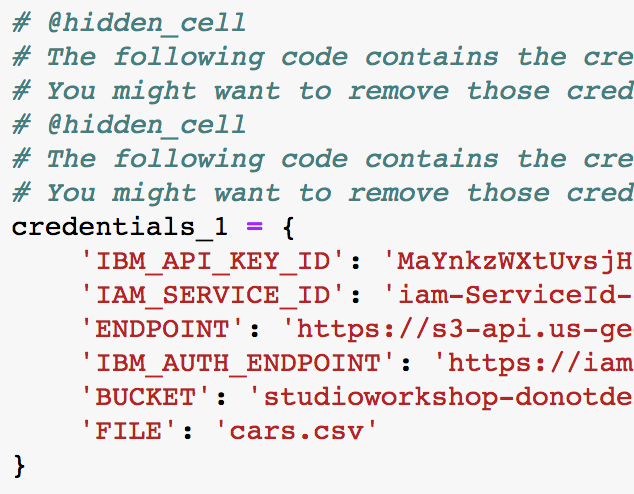 # @hidden_cell
# The following code contains the cre
# You might want to remove those cred
# @hidden_cell
# The following code contains the cre
# You might want to remove those cred
credentials_1 = {
    'IBM_API_KEY_ID': 'MaYnkzWXtUvsjH
    'IAM_SERVICE_ID': 'iam-ServiceId-
    'ENDPOINT': 'https://s3-api.us-ge
    'IBM_AUTH_ENDPOINT': 'https://iam
    'BUCKET': 'studioworkshop-donotde
    'FILE': 'cars.csv'
}